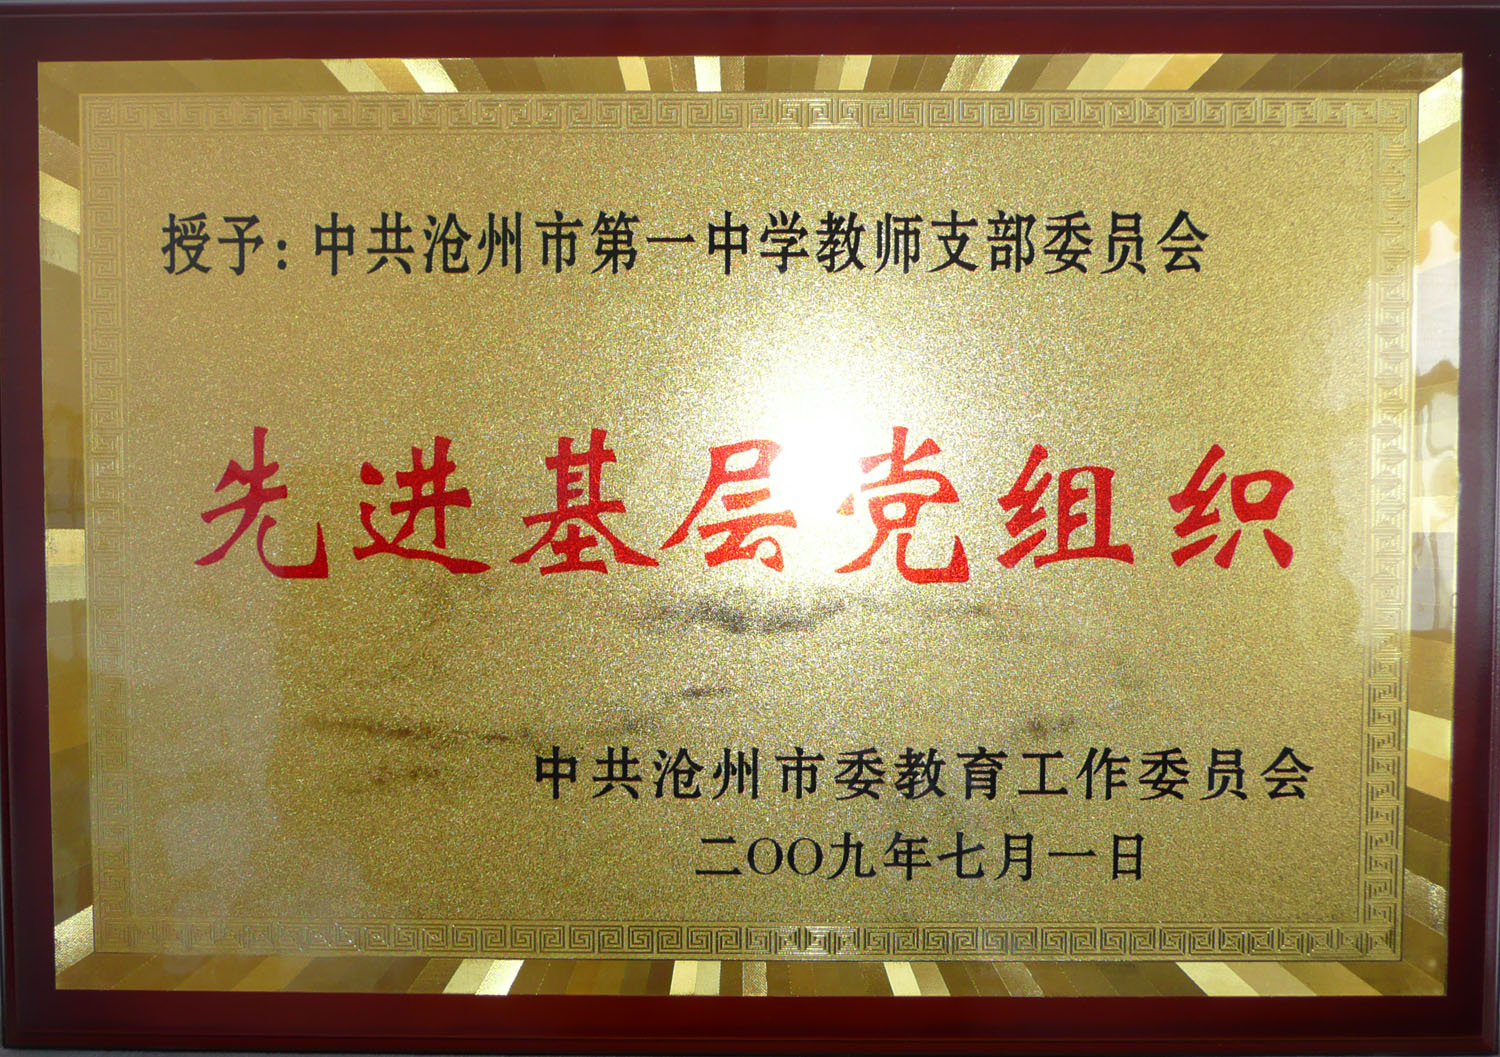 授予：中共沧州市第一中学教师支部委员会
先进基层党组织
中共沧州市委教育工作委员会
二〇〇九年七月一日